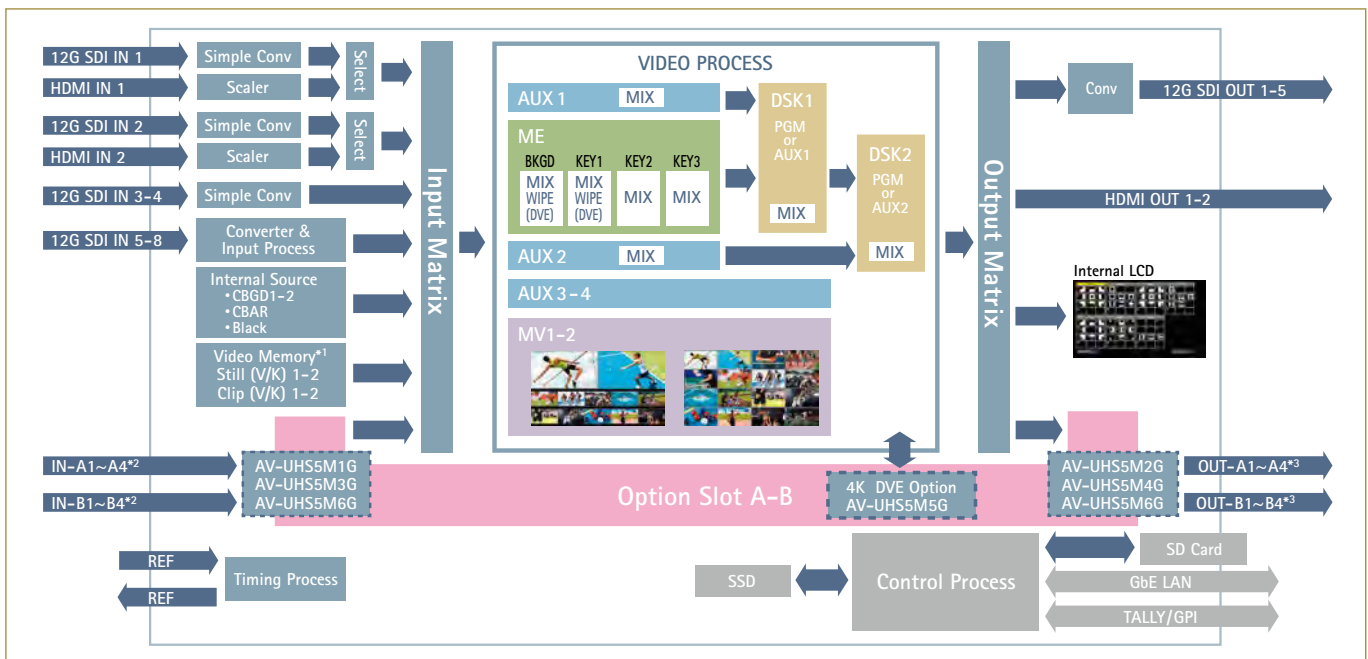 12G SDI IN 1
Simple Conv
Select
HDMI IN 1
Scaler
12G SDI IN 2
Simple Conv
Select
HDMI IN 2
Scaler
12G SDI IN 3-4
Simple Conv
12G SDI IN 5-8
Converter &
Input Process
Internal Source
•CBGD1-2
•CBAR
•Black
Video Memory*1
Still (V/K) 1-2
Clip (V/K) 1-2
Input Matrix
VIDEO PROCESS
AUX 1
MIX
ME
BKGD
MIX
WIPE
(DVE)
KEY1
MIX
WIPE
(DVE)
KEY2
MIX
KEY3
MIX
AUX 2
MIX
AUX 3-4
MV1-2
DSK1
PGM
or
AUX1
MIX
DSK2
PGM
or
AUX2
MIX
Output Matrix
Conv
12G SDI OUT 1-5
HDMI OUT 1-2
Internal LCD
IN-A1~A4*2
IN-B1~B4*2
AV-UHS5M1G
AV-UHS5M3G
AV-UHS5M6G
Option Slot A-B
4K DVE Option
AV-UHS5M5G
AV-UHS5M2G
AV-UHS5M4G
AV-UHS5M6G
OUT-A1~A4*3
OUT-B1~B4*3
REF
REF
Timing Process
SSD
Control Process
SD Card
GbE LAN
TALLY/GPI